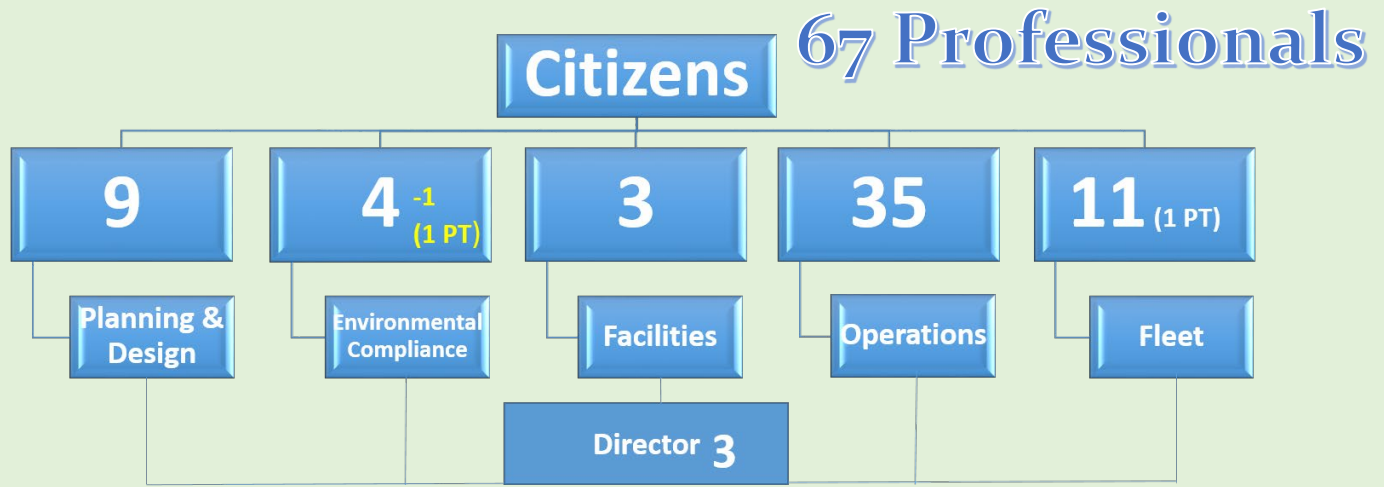 67 Professionals
Citizens
9
4 -1
(1 PT)
3
35
11 (1 PT)
Planning &
Design
Environmental
Compliance
Facilities
Operations
Fleet
Director 3